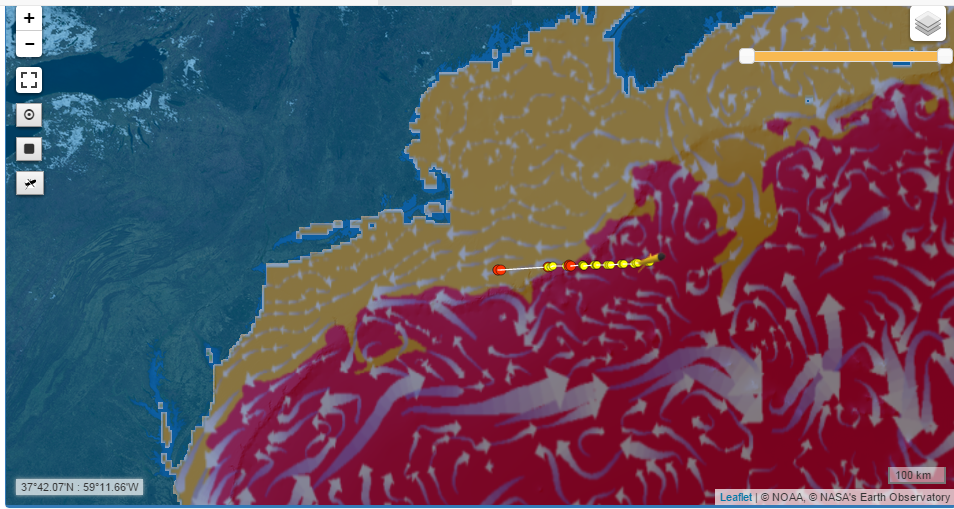 +
−
37°42.07'N : 59°11.66'W
100 km
Leaflet | © NOAA, © NASA's Earth Observatory